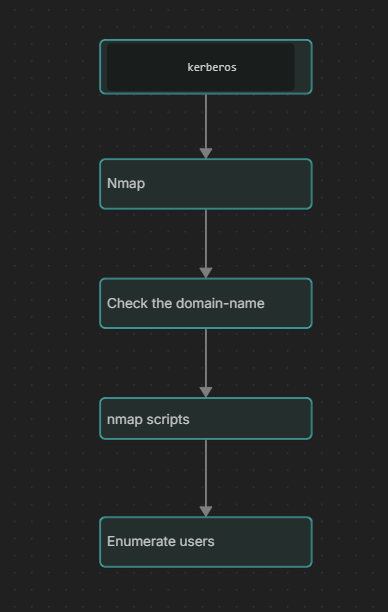 kerberos
Nmap
Check the domain-name
nmap scripts
Enumerate users